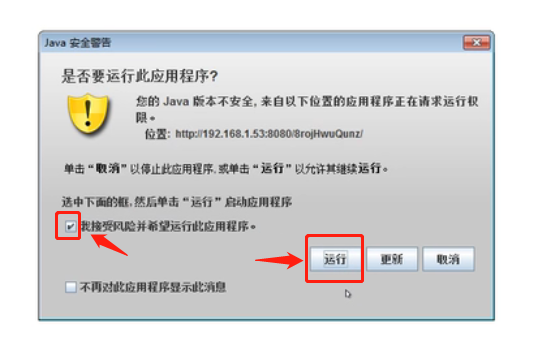 Java 安全警告
是否要运行此应用程序?
您的 Java 版本不安全, 来自以下位置的应用程序正在请求运行权
限。
位置: http://192.168.1.53:8080/8rojHwuQunz/
单击“取消”以停止此应用程序, 或单击“运行”以允许其继续运行。
选中下面的框, 然后单击“运行”启动应用程序
我接受风险并希望运行此应用程序。
运行 更新 取消
不再对此应用程序显示此消息